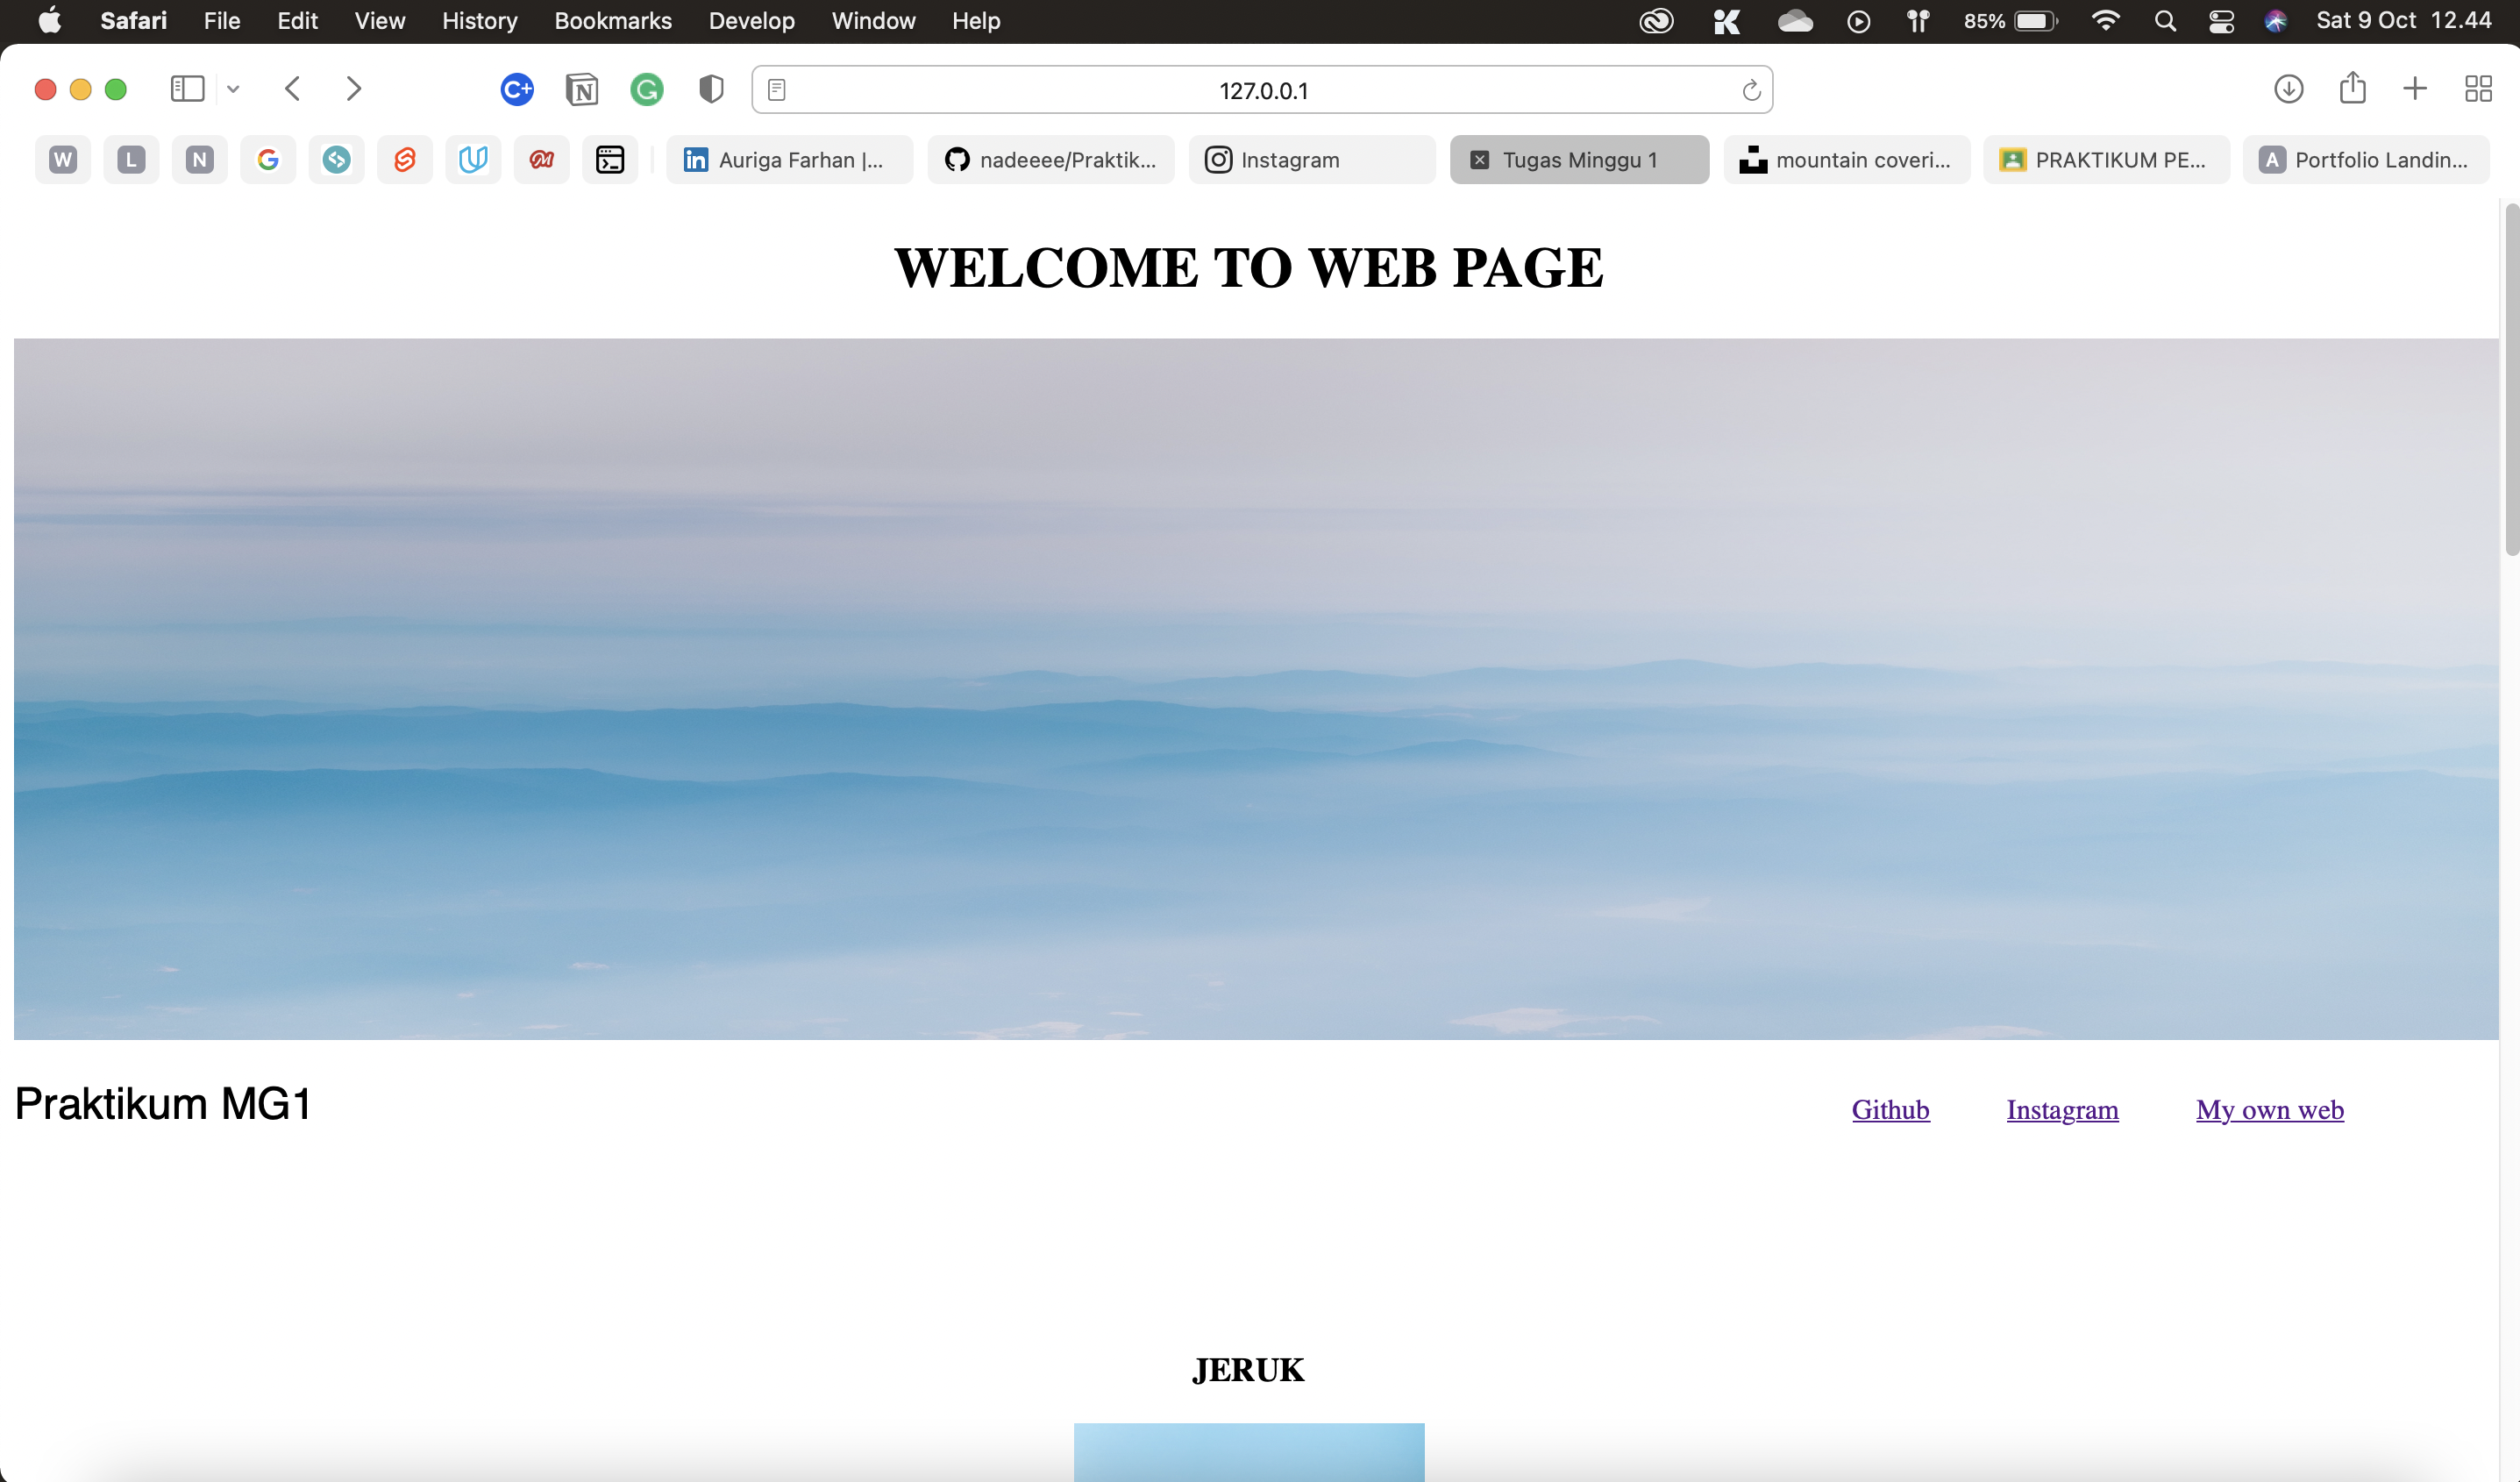 Safari File Edit View History Bookmarks Develop Window Help 85% Sat 9 Oct 12.44
C+ N G 127.0.0.1
W L N G in Auriga Farhan |... nadeeee/Praktik... Instagram Tugas Minggu 1 mountain coveri... PRAKTIKUM PE... A Portfolio Landin...
WELCOME TO WEB PAGE
Praktikum MG1 Github Instagram My own web
JERUK